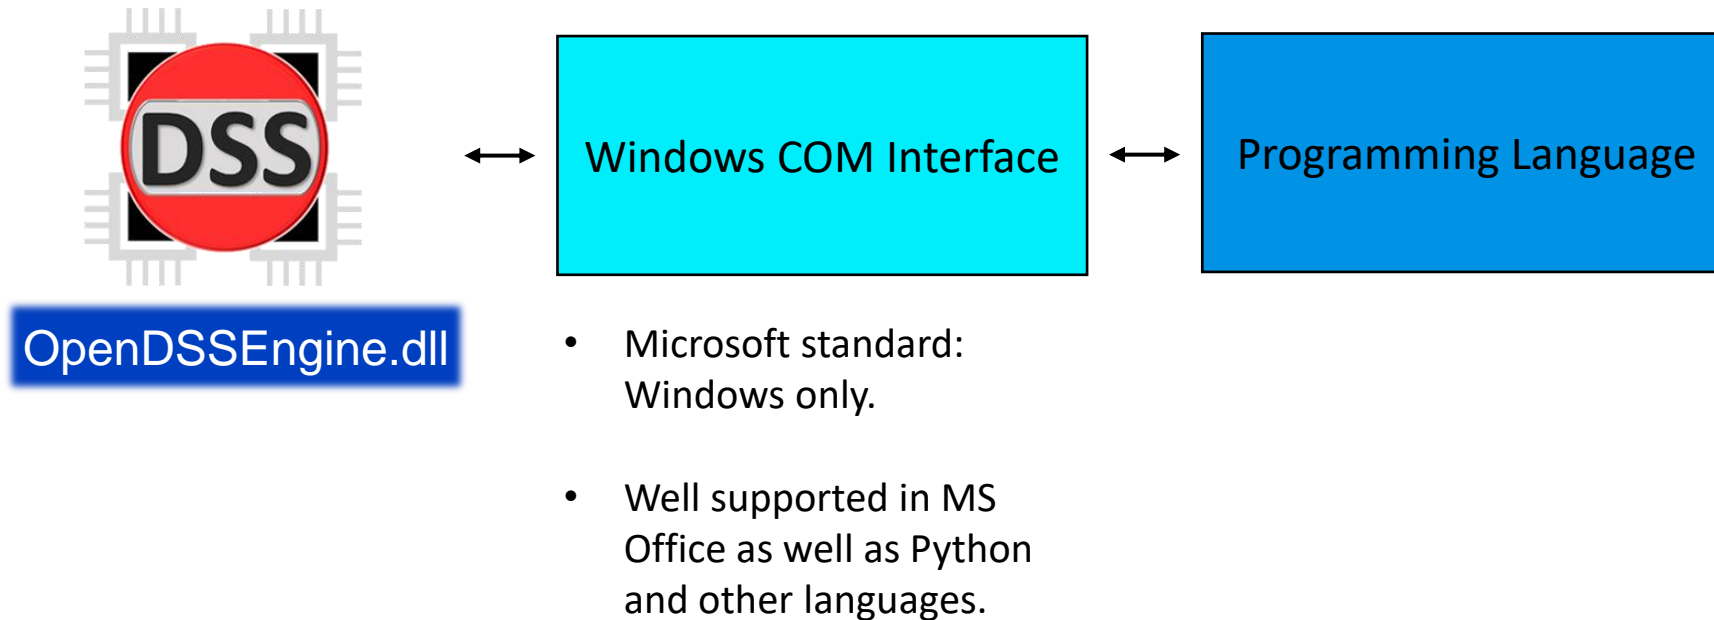 DSS
OpenDSSEngine.dll
Windows COM Interface
Programming Language
• Microsoft standard:
Windows only.
• Well supported in MS
Office as well as Python
and other languages.